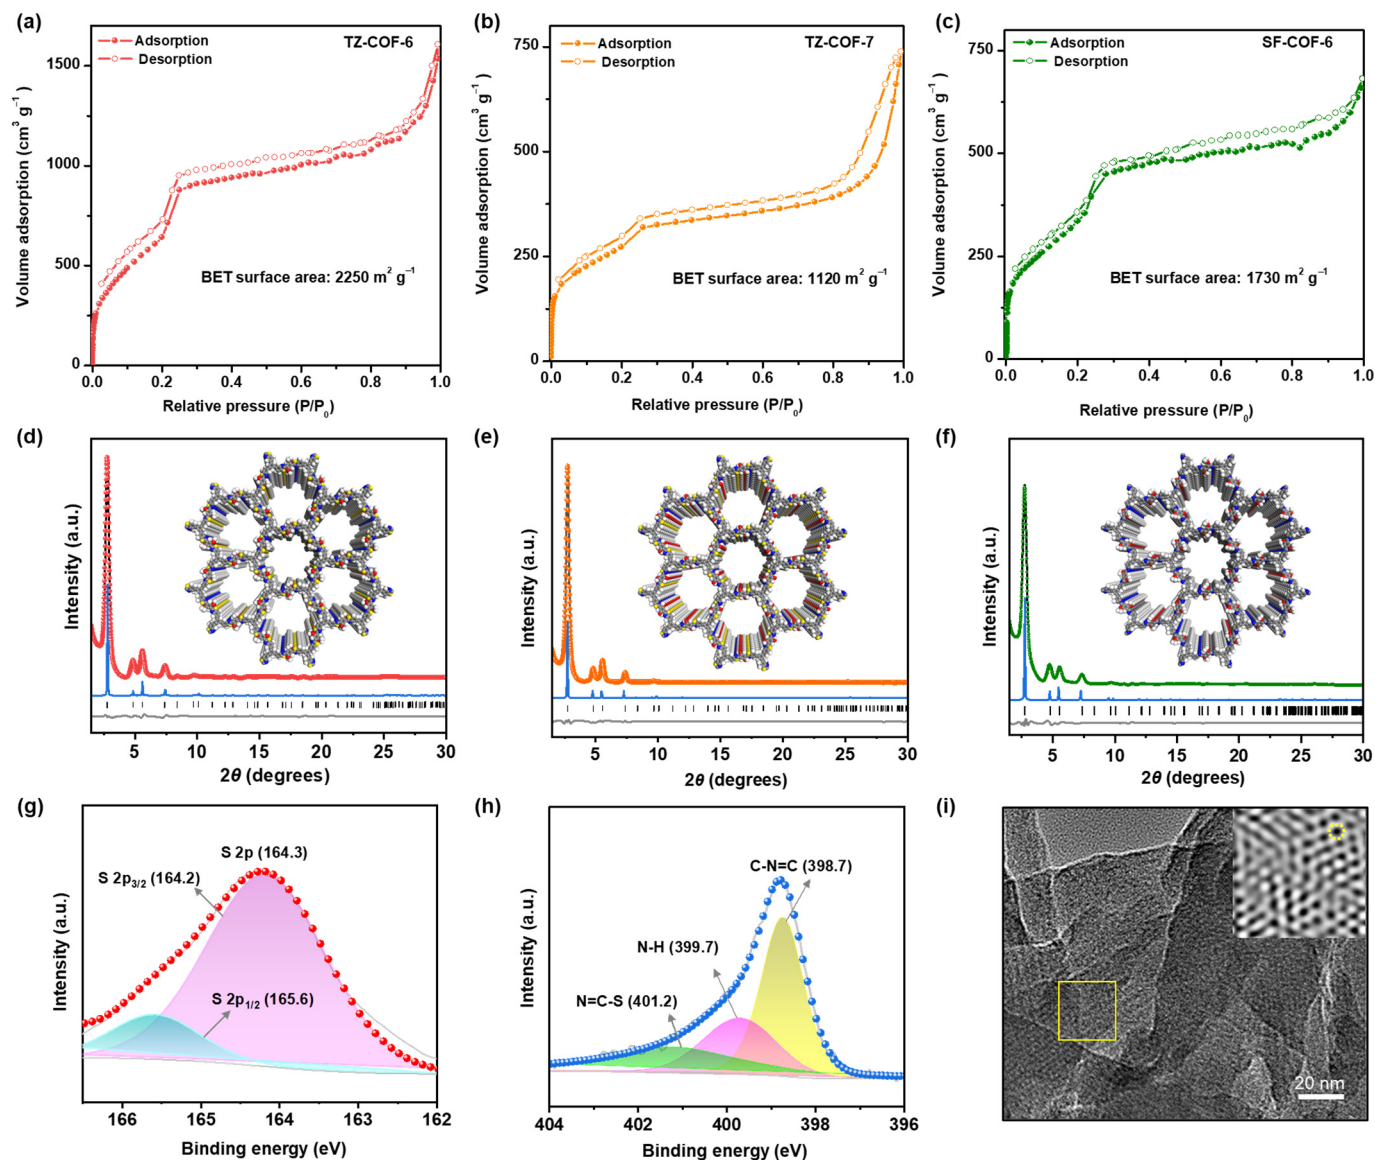 (a)
Adsorption
Desorption
TZ-COF-6
BET surface area: 2250 m² g⁻¹
Volume adsorption (cm³ g⁻¹)
1500
1000
500
0
0.0 0.2 0.4 0.6 0.8 1.0
Relative pressure (P/P₀)
(b)
Adsorption
Desorption
TZ-COF-7
BET surface area: 1120 m² g⁻¹
Volume adsorption (cm³ g⁻¹)
750
500
250
0
0.0 0.2 0.4 0.6 0.8 1.0
Relative pressure (P/P₀)
(c)
Adsorption
Desorption
SF-COF-6
BET surface area: 1730 m² g⁻¹
Volume adsorption (cm³ g⁻¹)
750
500
250
0
0.0 0.2 0.4 0.6 0.8 1.0
Relative pressure (P/P₀)
(d)
Intensity (a.u.)
5 10 15 20 25 30
2θ (degrees)
(e)
Intensity (a.u.)
5 10 15 20 25 30
2θ (degrees)
(f)
Intensity (a.u.)
5 10 15 20 25 30
2θ (degrees)
(g)
S 2p (164.3)
S 2p₃/₂ (164.2)
S 2p₁/₂ (165.6)
Intensity (a.u.)
166 165 164 163 162
Binding energy (eV)
(h)
C-N=C (398.7)
N-H (399.7)
N=C-S (401.2)
Intensity (a.u.)
404 402 400 398 396
Binding energy (eV)
(i)
20 nm